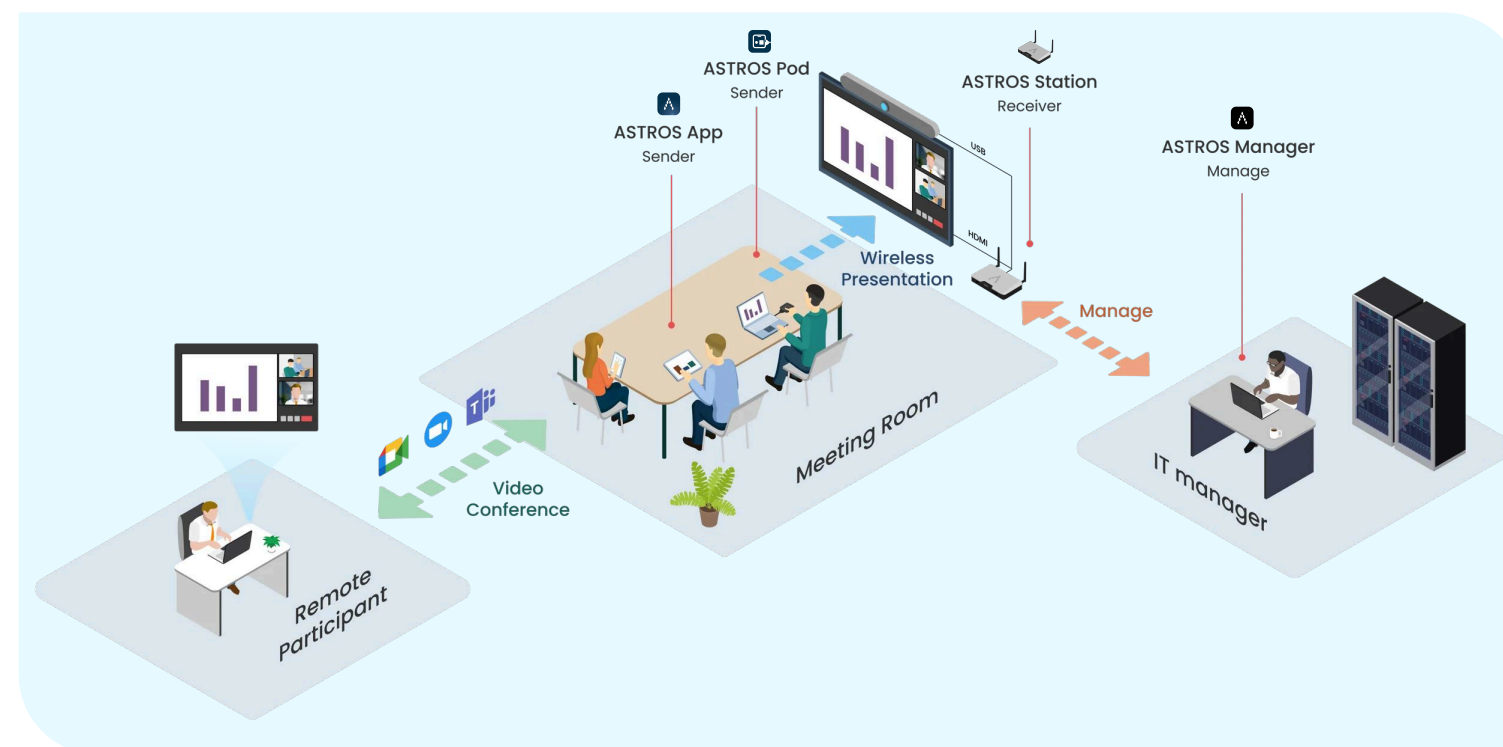 ASTROS Pod
Sender
ASTROS Station
Receiver
ASTROS App
Sender
ASTROS Manager
Manage
USB
HDMI
Wireless
Presentation
Manage
Video
Conference
Meeting Room
IT manager
Remote
Participant